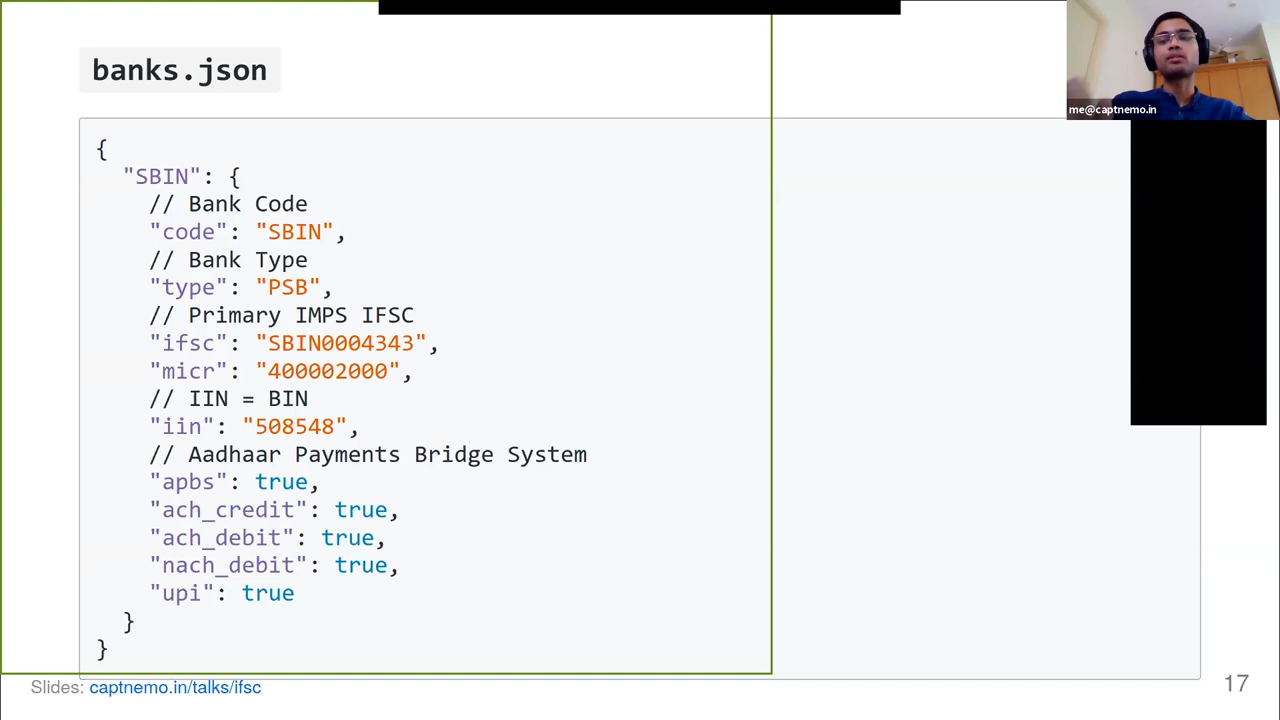 banks.json
me@captnemo.in
{
"SBIN": {
// Bank Code
"code": "SBIN",
// Bank Type
"type": "PSB",
// Primary IMPS IFSC
"ifsc": "SBIN0004343",
"micr": "400002000",
// IIN = BIN
"iin": "508548",
// Aadhaar Payments Bridge System
"apbs": true,
"ach_credit": true,
"ach_debit": true,
"nach_debit": true,
"upi": true
}
}
Slides: captnemo.in/talks/ifsc
17